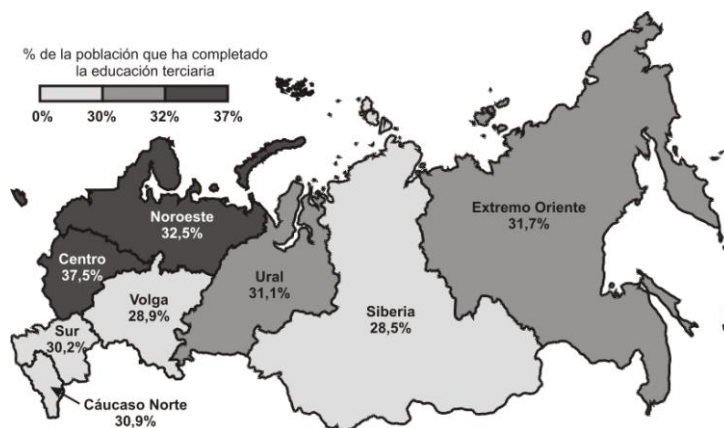 % de la población que ha completado
la educación terciaria
0% 30% 32% 37%
Noroeste
32,5%
Centro
37,5%
Volga
28,9%
Sur
30,2%
Cáucaso Norte
30,9%
Ural
31,1%
Siberia
28,5%
Extremo Oriente
31,7%